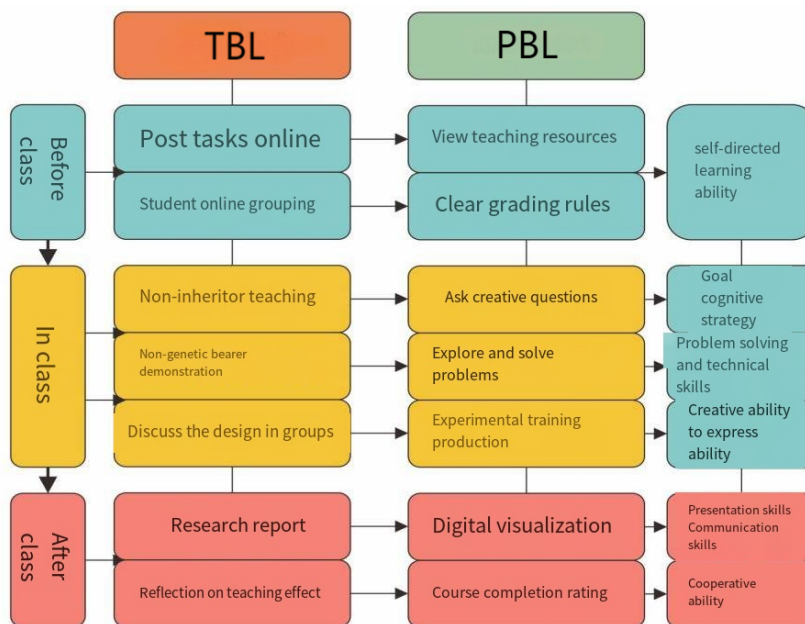 TBL
PBL
Before
class
Post tasks online
View teaching resources
self-directed
learning
ability
Student online grouping
Clear grading rules
In class
Non-inheritor teaching
Ask creative questions
Goal
cognitive
strategy
Non-genetic bearer
demonstration
Explore and solve
problems
Problem solving
and technical
skills
Discuss the design in groups
Experimental training
production
Creative ability
to express
ability
After
class
Research report
Digital visualization
Presentation skills
Communication
skills
Reflection on teaching effect
Course completion rating
Cooperative
ability